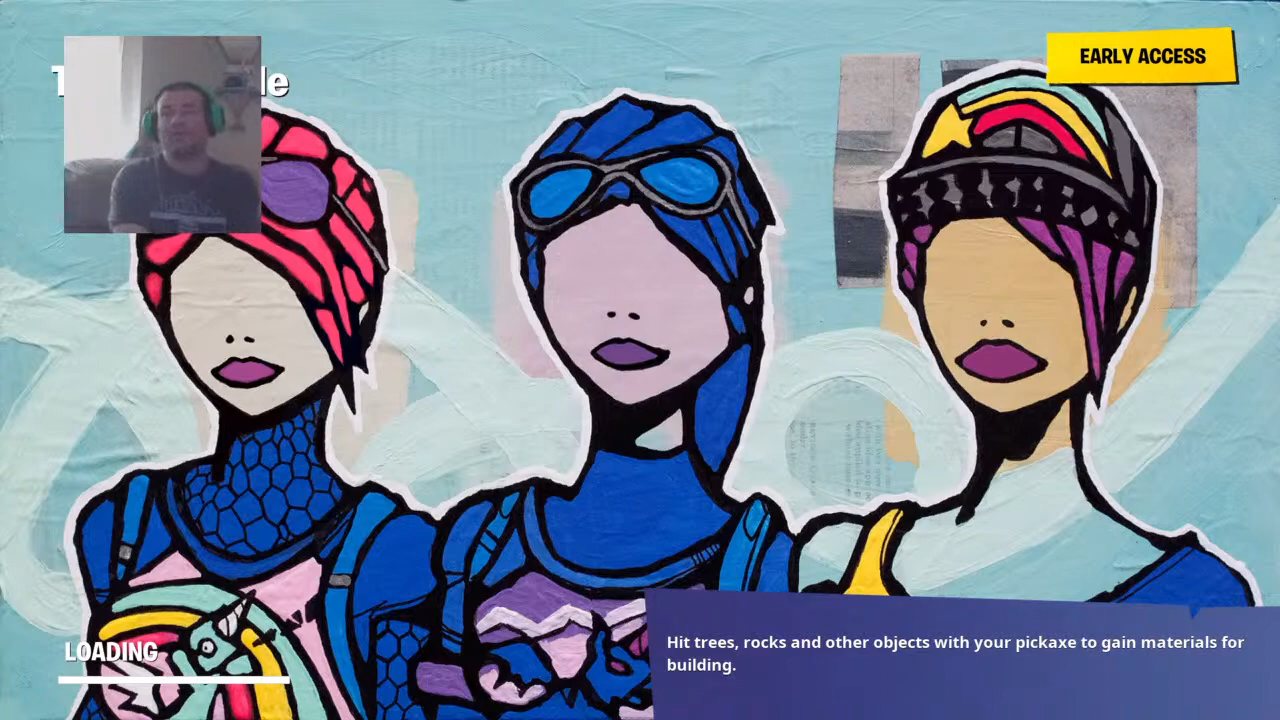 EARLY ACCESS
LOADING
Hit trees, rocks and other objects with your pickaxe to gain materials for
building.